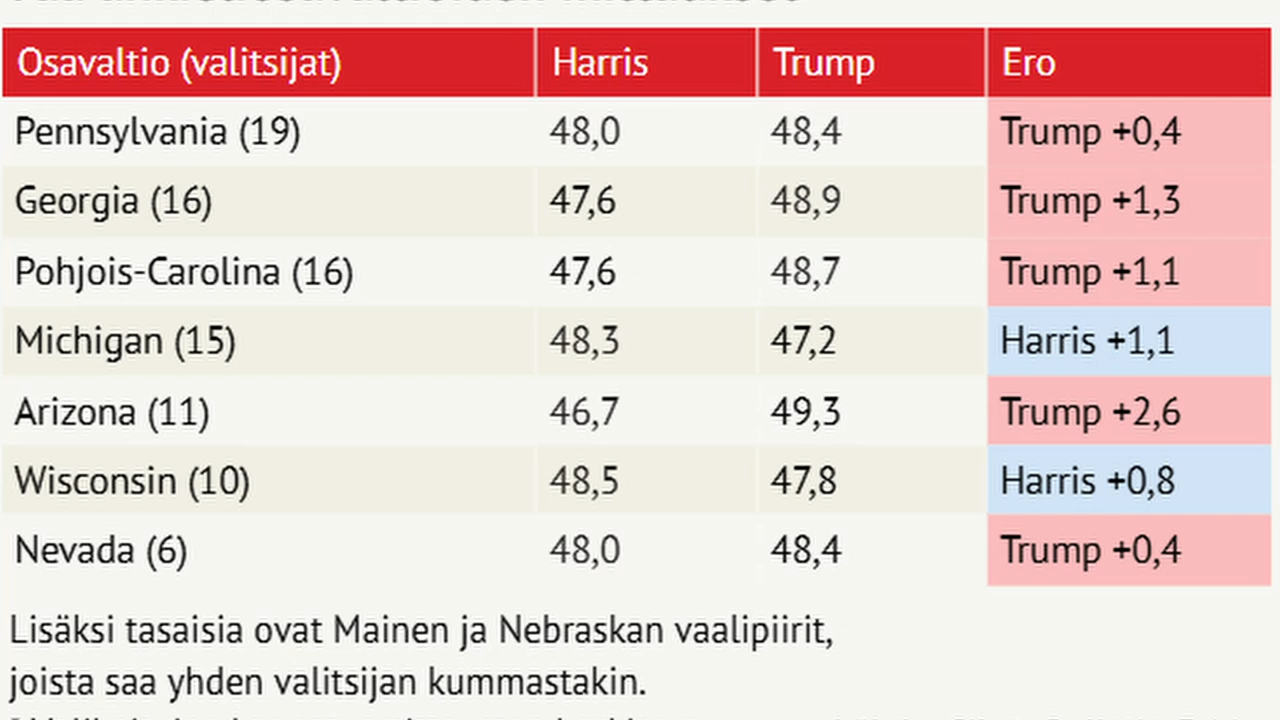 Osavaltio (valitsijat) Harris Trump Ero
Pennsylvania (19) 48,0 48,4 Trump +0,4
Georgia (16) 47,6 48,9 Trump +1,3
Pohjois-Carolina (16) 47,6 48,7 Trump +1,1
Michigan (15) 48,3 47,2 Harris +1,1
Arizona (11) 46,7 49,3 Trump +2,6
Wisconsin (10) 48,5 47,8 Harris +0,8
Nevada (6) 48,0 48,4 Trump +0,4
Lisäksi tasaisia ovat Mainen ja Nebraskan vaalipiirit,
joista saa yhden valitsijan kummastakin.